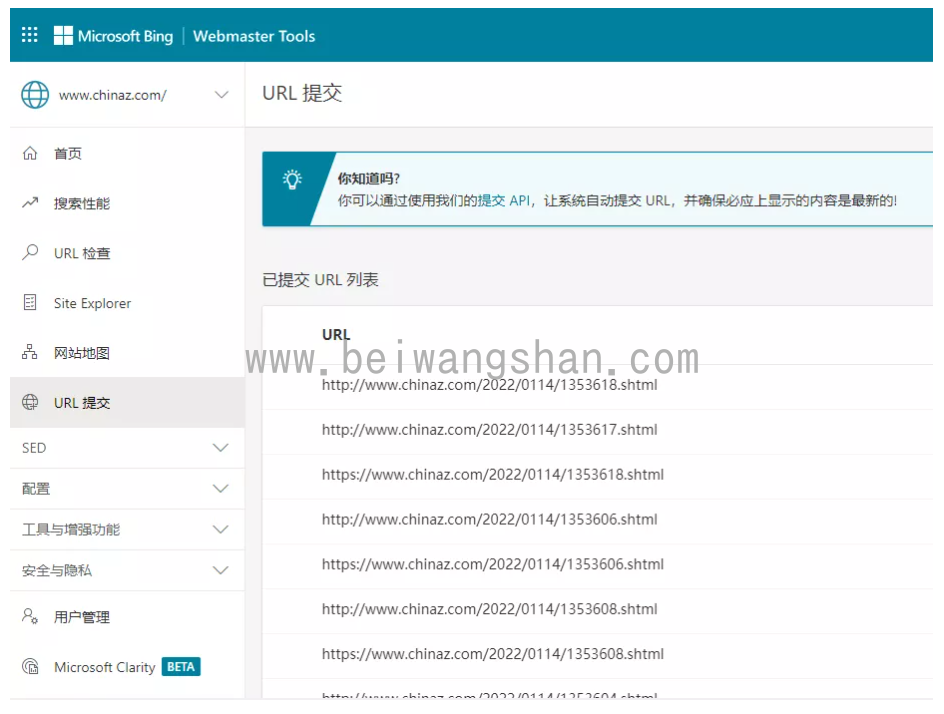 Microsoft Bing | Webmaster Tools
www.chinaz.com/
URL 提交
首页
搜索性能
URL 检查
Site Explorer
网站地图
URL 提交
SED
配置
工具与增强功能
安全与隐私
用户管理
Microsoft Clarity BETA
你知道吗?
你可以通过使用我们的提交 API，让系统自动提交 URL，并确保必应上显示的内容是最新的!
已提交 URL 列表
URL
www.beiwangshan.com
http://www.chinaz.com/2022/0114/1353618.shtml
http://www.chinaz.com/2022/0114/1353617.shtml
https://www.chinaz.com/2022/0114/1353618.shtml
http://www.chinaz.com/2022/0114/1353606.shtml
https://www.chinaz.com/2022/0114/1353606.shtml
http://www.chinaz.com/2022/0114/1353608.shtml
https://www.chinaz.com/2022/0114/1353608.shtml